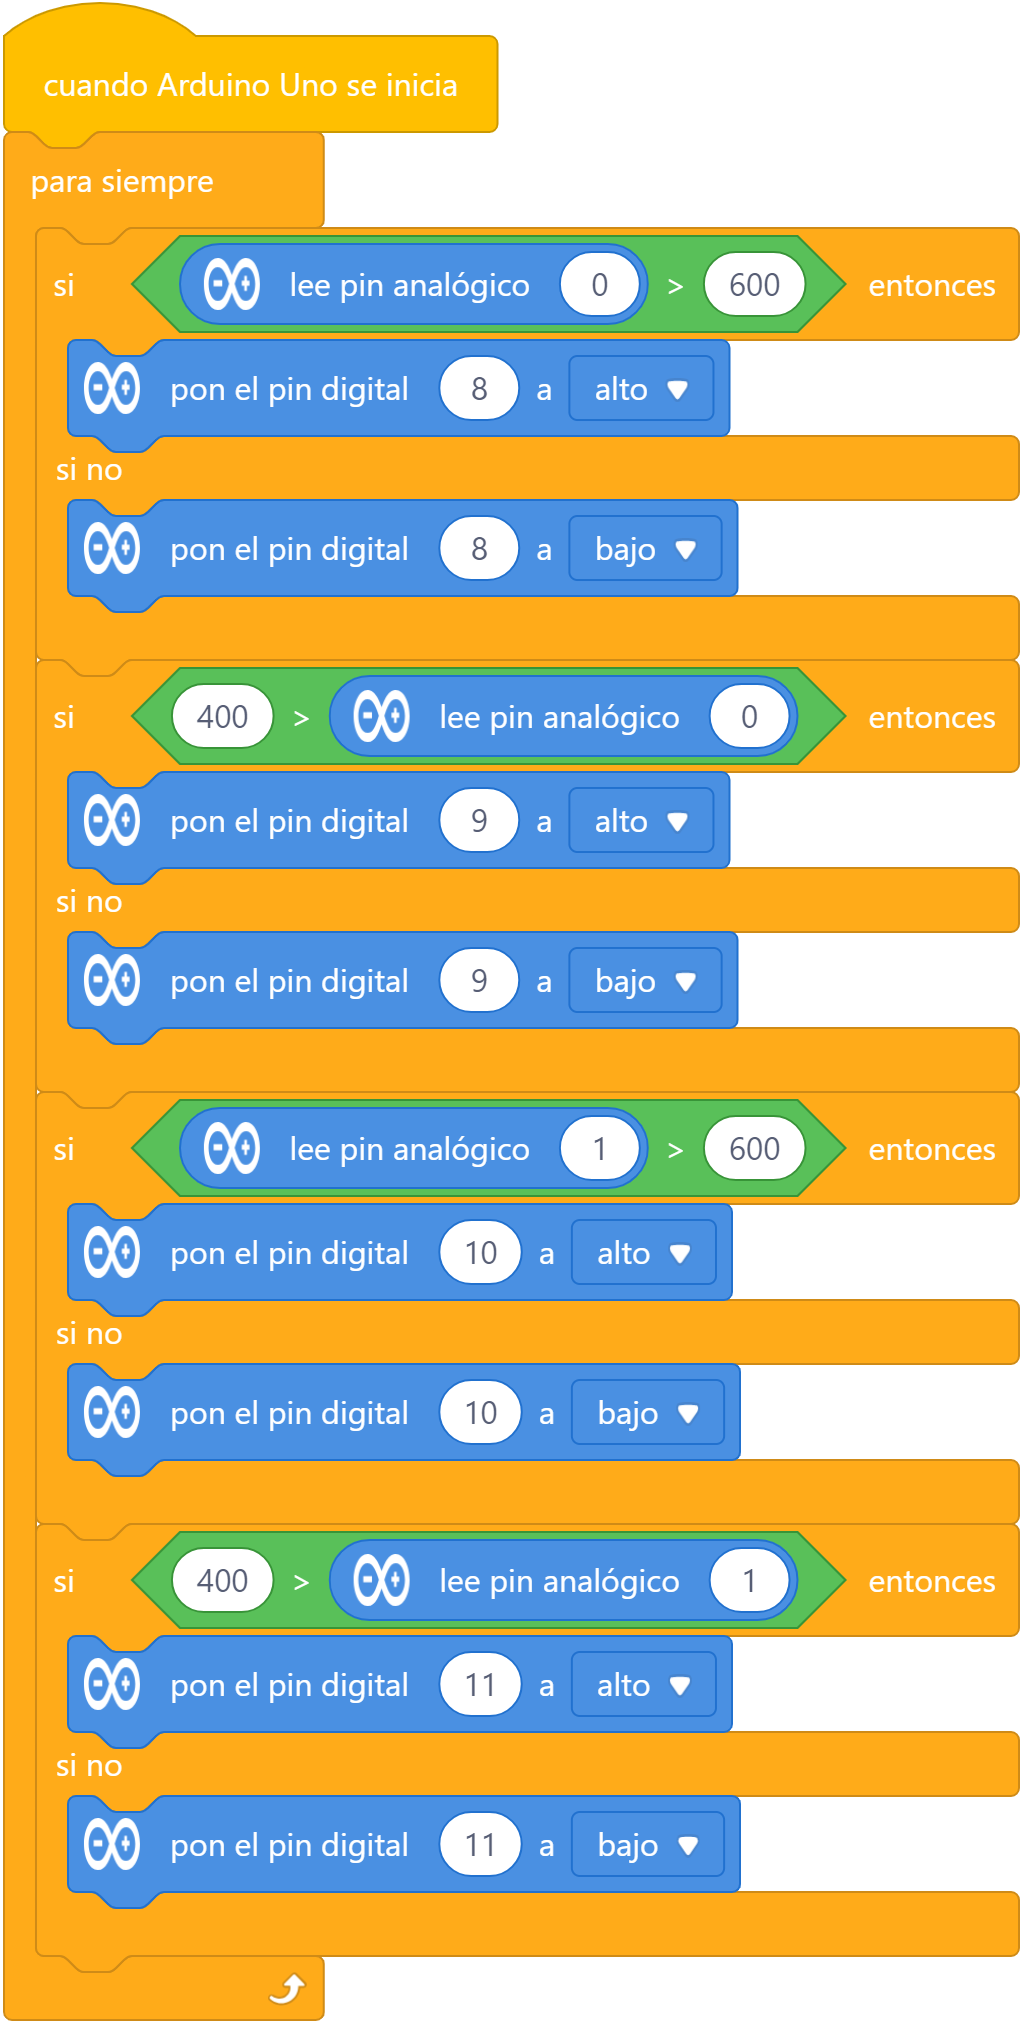 cuando Arduino Uno se inicia
para siempre
si lee pin analógico 0 > 600 entonces
pon el pin digital 8 a alto
si no
pon el pin digital 8 a bajo
si 400 > lee pin analógico 0 entonces
pon el pin digital 9 a alto
si no
pon el pin digital 9 a bajo
si lee pin analógico 1 > 600 entonces
pon el pin digital 10 a alto
si no
pon el pin digital 10 a bajo
si 400 > lee pin analógico 1 entonces
pon el pin digital 11 a alto
si no
pon el pin digital 11 a bajo